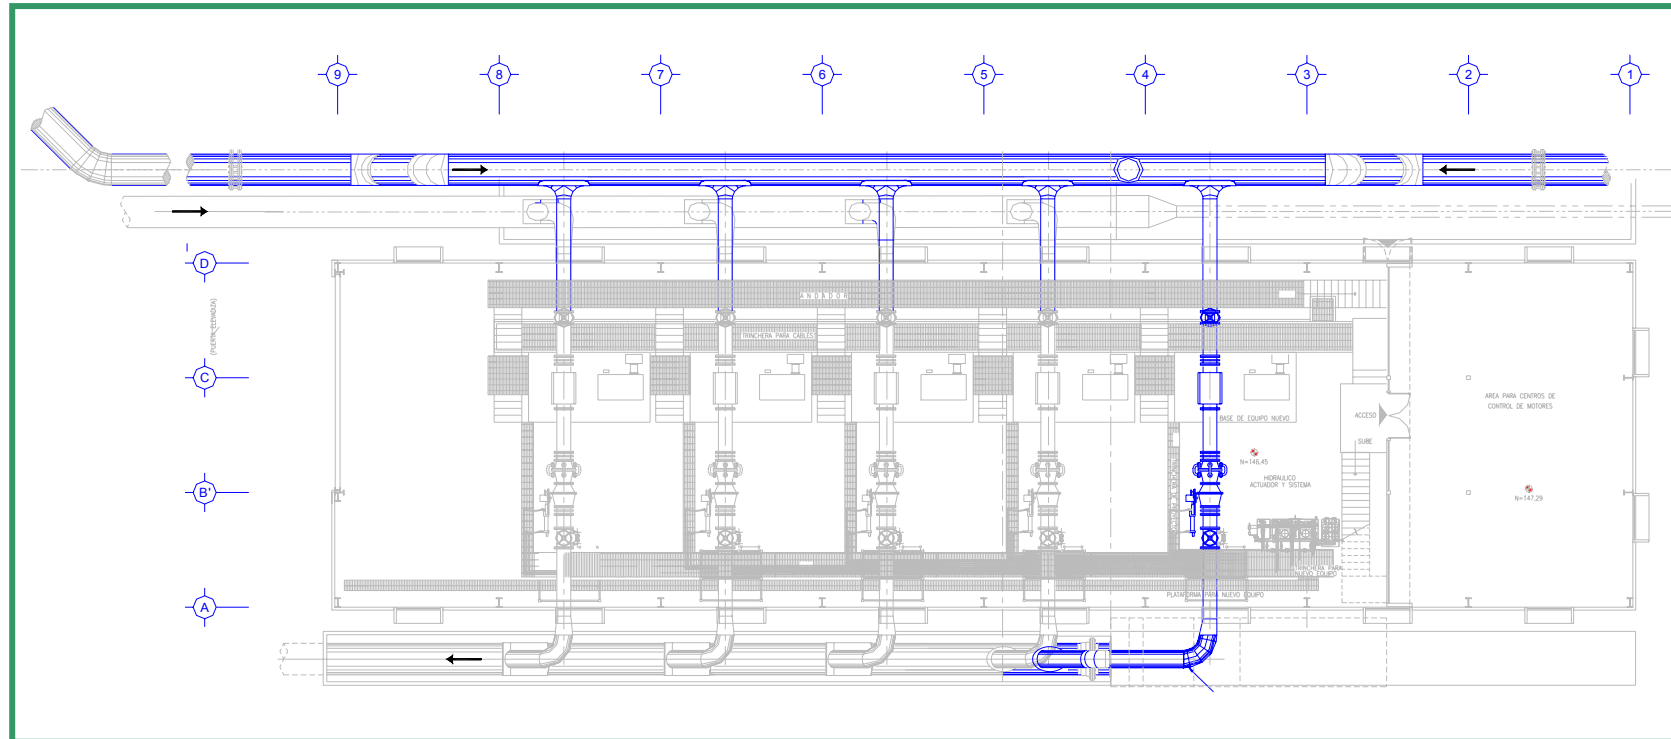 9 8 7 6 5 4 3 2 1
D
(PUERTA ELEVADIZA)
ANDADOR
TRINCHERA PARA CABLES
C
AREA PARA CENTROS DE
CONTROL DE MOTORES
ACCESO
BASE DE EQUIPO NUEVO
SUBE
N=146,45
HIDRAULICO
ACTUADOR Y SISTEMA
B'
N=147,29
TRINCHERA PARA
NUEVO EQUIPO
PLATAFORMA PARA NUEVO EQUIPO
A